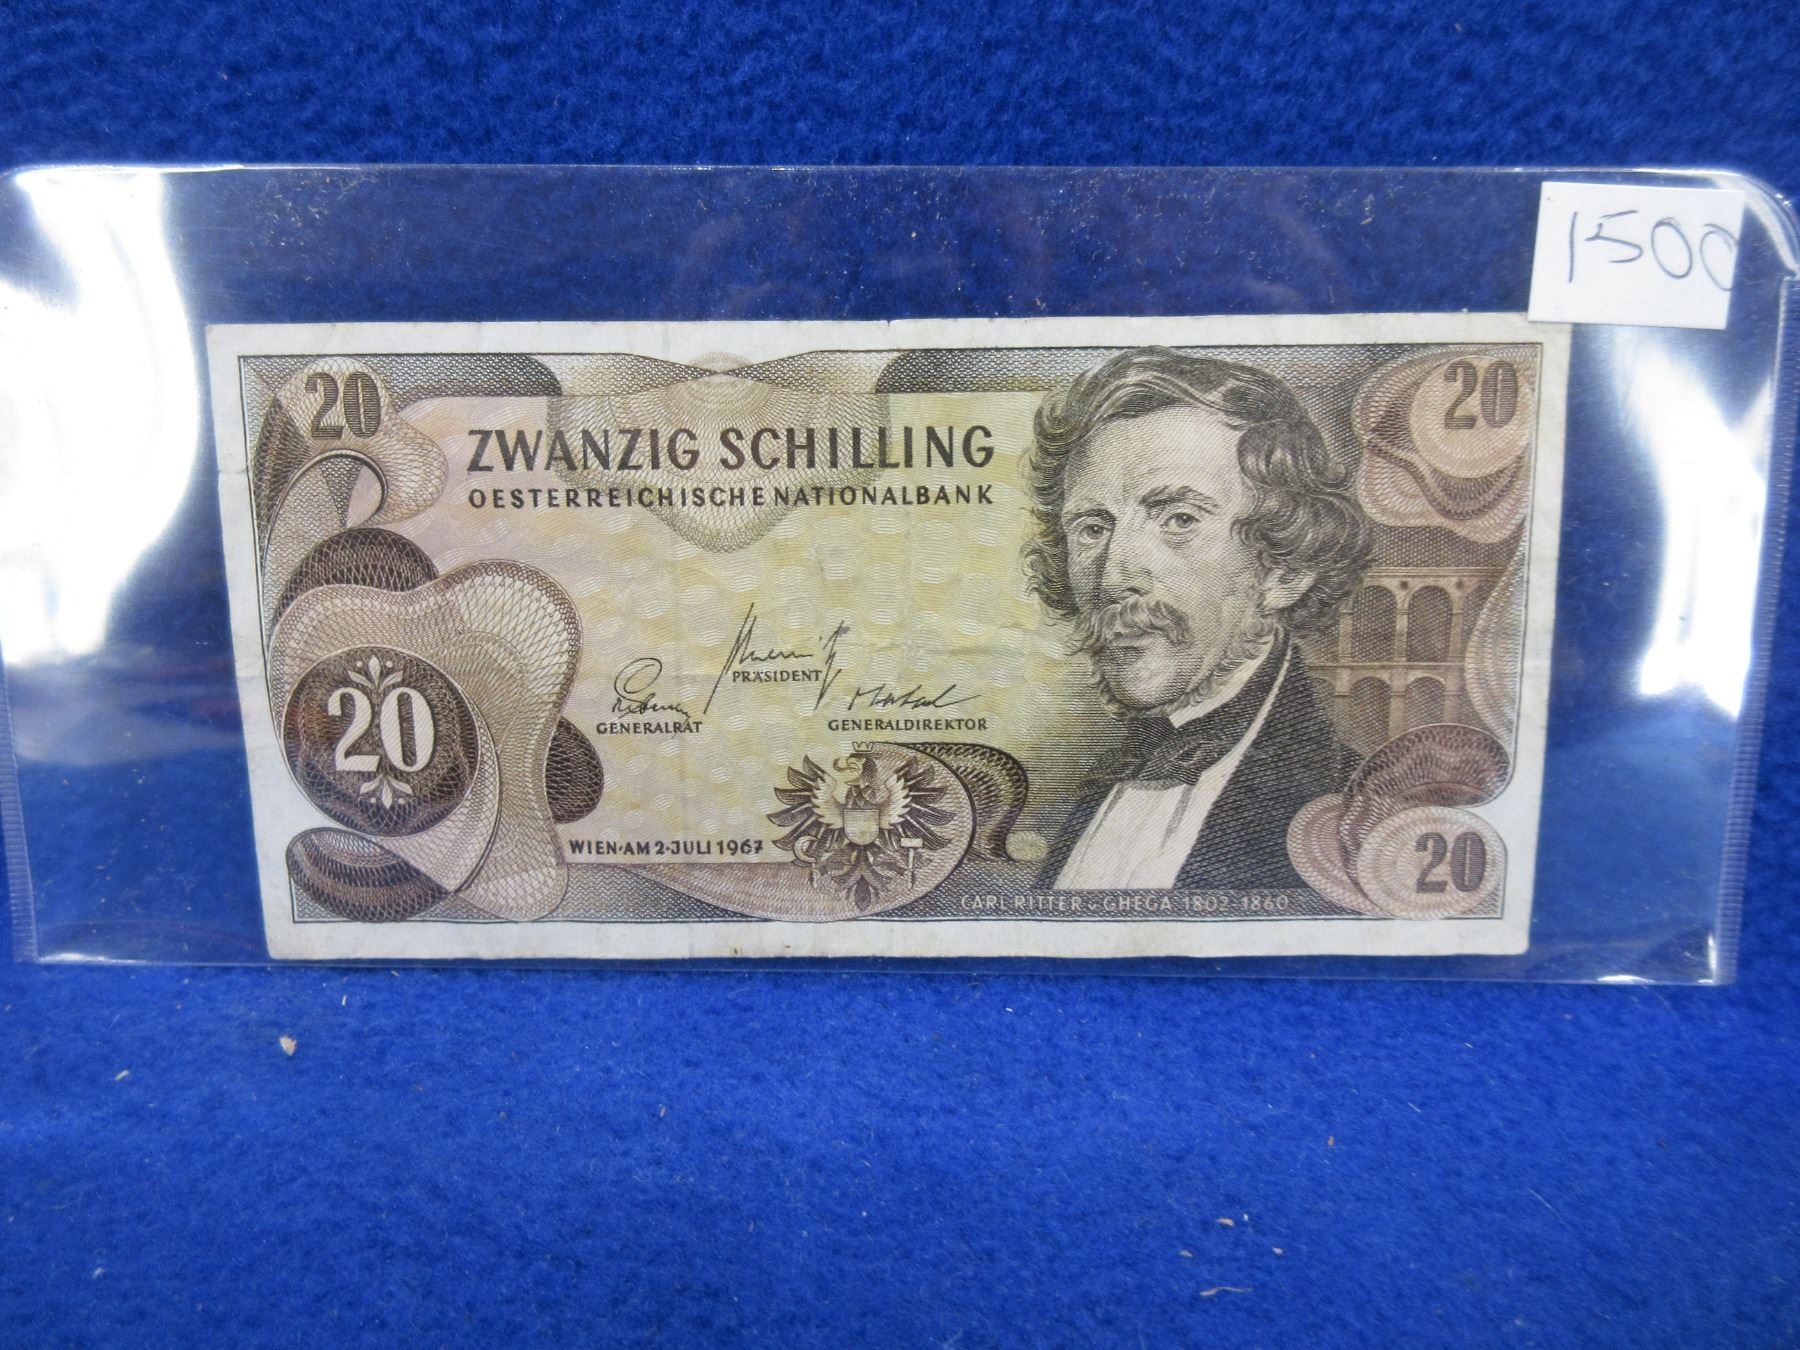 1500
20
20
ZWANZIG SCHILLING
OESTERREICHISCHE NATIONALBANK
PRÄSIDENT
GENERALRAT
GENERALDIREKTOR
20
WIEN·AM 2·JULI 1967
20
CARL RITTER v. GHEGA 1802-1860